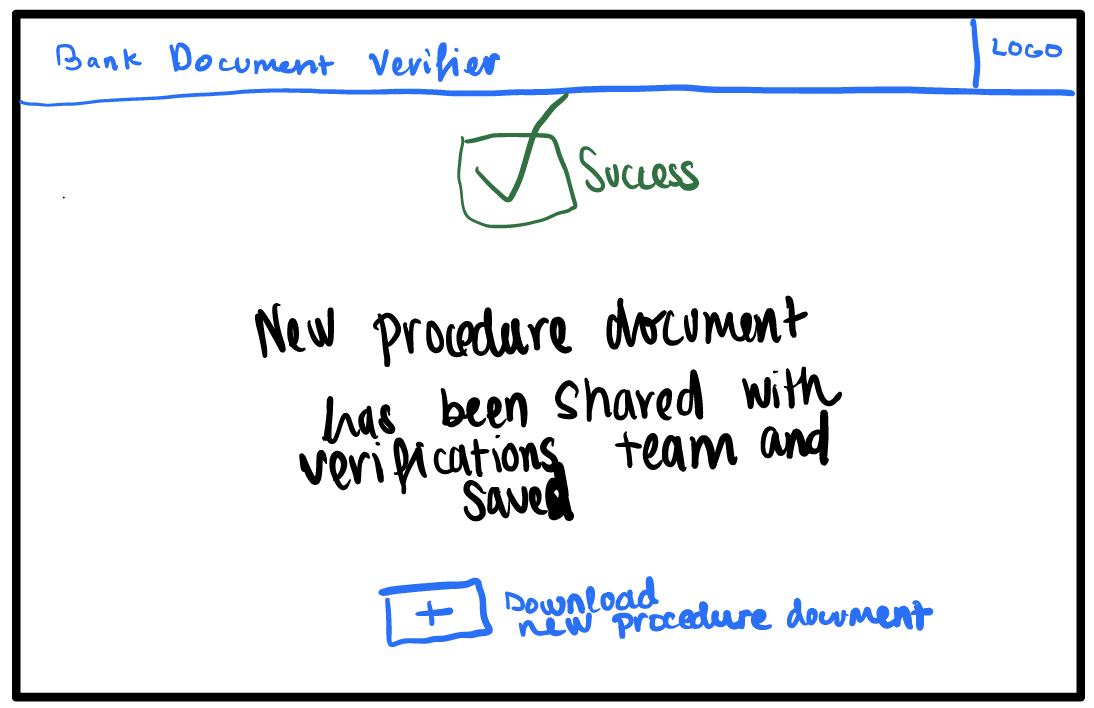 Bank Document Verifier
LOGO
Success
New procedure document
has been shared with
verifications team and
saved
Download
new procedure document